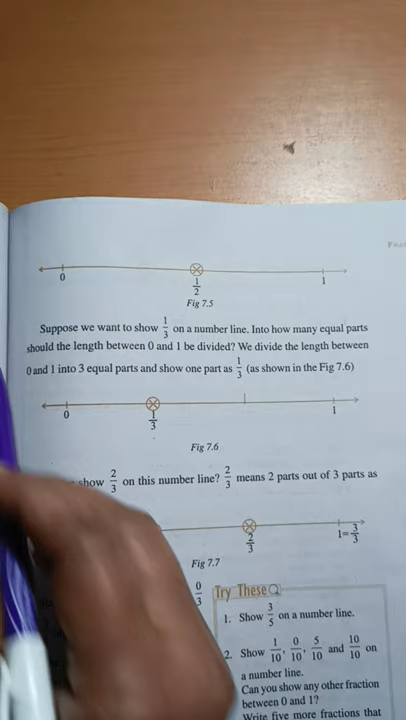 Frac
0 1/2 1
Fig 7.5
Suppose we want to show 1/3 on a number line. Into how many equal parts
should the length between 0 and 1 be divided? We divide the length between
0 and 1 into 3 equal parts and show one part as 1/3 (as shown in the Fig 7.6)
0 1/3 1
Fig 7.6
show 2/3 on this number line? 2/3 means 2 parts out of 3 parts as
2/3 1=3/3
Fig 7.7
0/3
Try These
1. Show 3/5 on a number line.
2. Show 1/10, 0/10, 5/10 and 10/10 on
a number line.
Can you show any other fraction
between 0 and 1?
Write five more fractions that